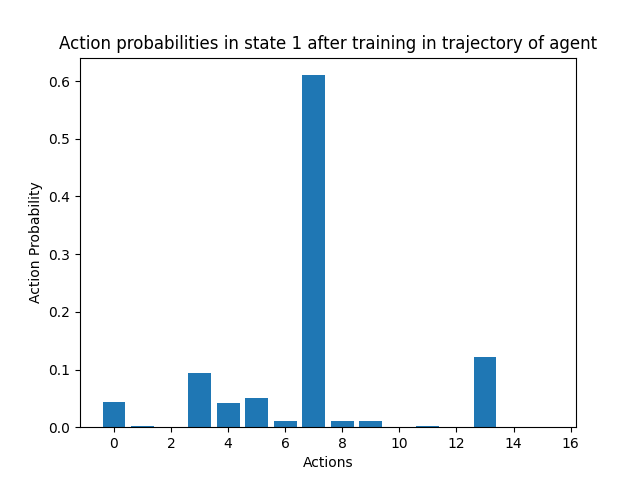 Action probabilities in state 1 after training in trajectory of agent
0.6
0.5
0.4
0.3
0.2
0.1
0.0
Action Probability
0 2 4 6 8 10 12 14 16
Actions